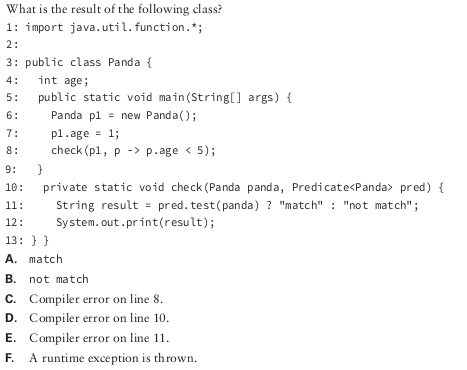 What is the result of the following class?
1: import java.util.function.*;
2:
3: public class Panda {
4: int age;
5: public static void main(String[] args) {
6: Panda p1 = new Panda();
7: p1.age = 1;
8: check(p1, p -> p.age < 5);
9: }
10: private static void check(Panda panda, Predicate<Panda> pred) {
11: String result = pred.test(panda) ? "match" : "not match";
12: System.out.print(result);
13: } }
A. match
B. not match
C. Compiler error on line 8.
D. Compiler error on line 10.
E. Compiler error on line 11.
F. A runtime exception is thrown.